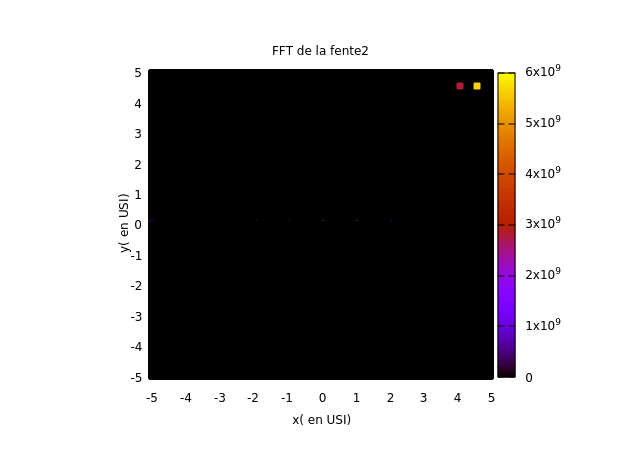 FFT de la fente2
5
4
3
2
1
0
-1
-2
-3
-4
-5
y( en USI)
-5 -4 -3 -2 -1 0 1 2 3 4 5
x( en USI)
6x10⁹
5x10⁹
4x10⁹
3x10⁹
2x10⁹
1x10⁹
0